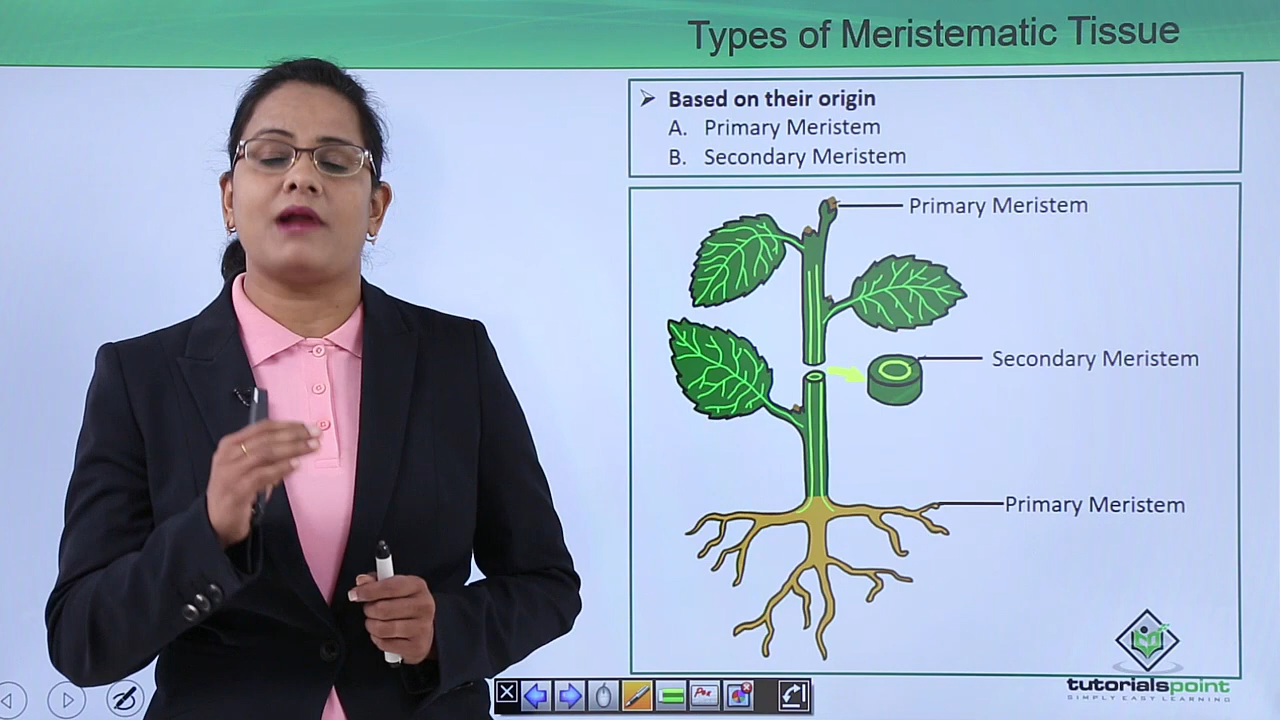 Types of Meristematic Tissue
Based on their origin
A. Primary Meristem
B. Secondary Meristem
Primary Meristem
Secondary Meristem
Primary Meristem
tutorialspoint
SIMPLY EASY LEARNING